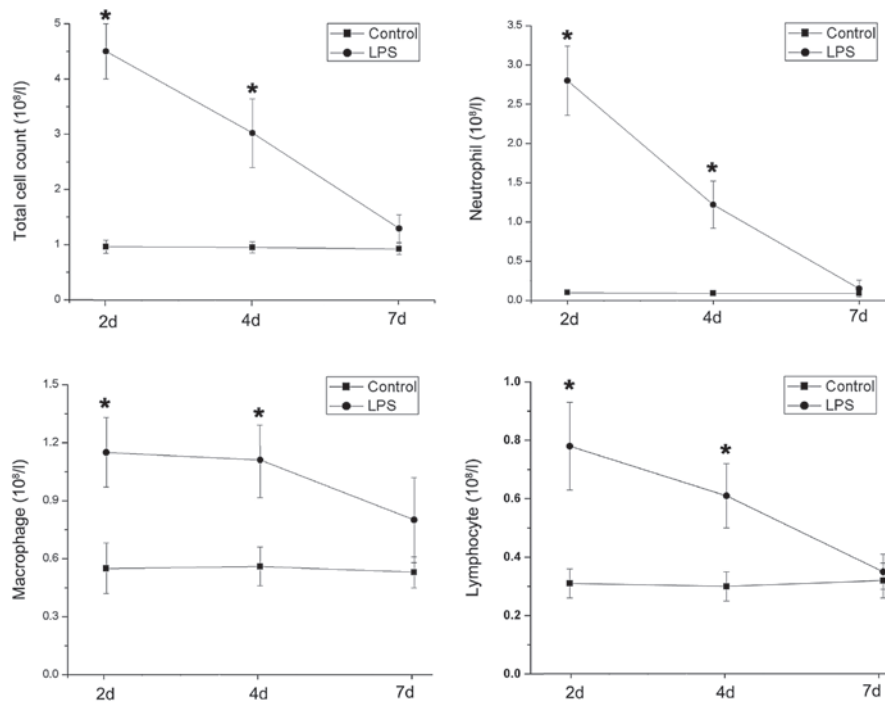 Total cell count (10⁸/l)
5
4
3
2
1
0
*
*
Control
LPS
2d
4d
7d
Neutrophil (10⁸/l)
3.5
3.0
2.5
2.0
1.5
1.0
0.5
0.0
*
*
Control
LPS
2d
4d
7d
Macrophage (10⁸/l)
1.5
1.2
0.9
0.6
0.3
0.0
*
*
Control
LPS
2d
4d
7d
Lymphocyte (10⁸/l)
1.0
0.8
0.6
0.4
0.2
0.0
*
*
Control
LPS
2d
4d
7d